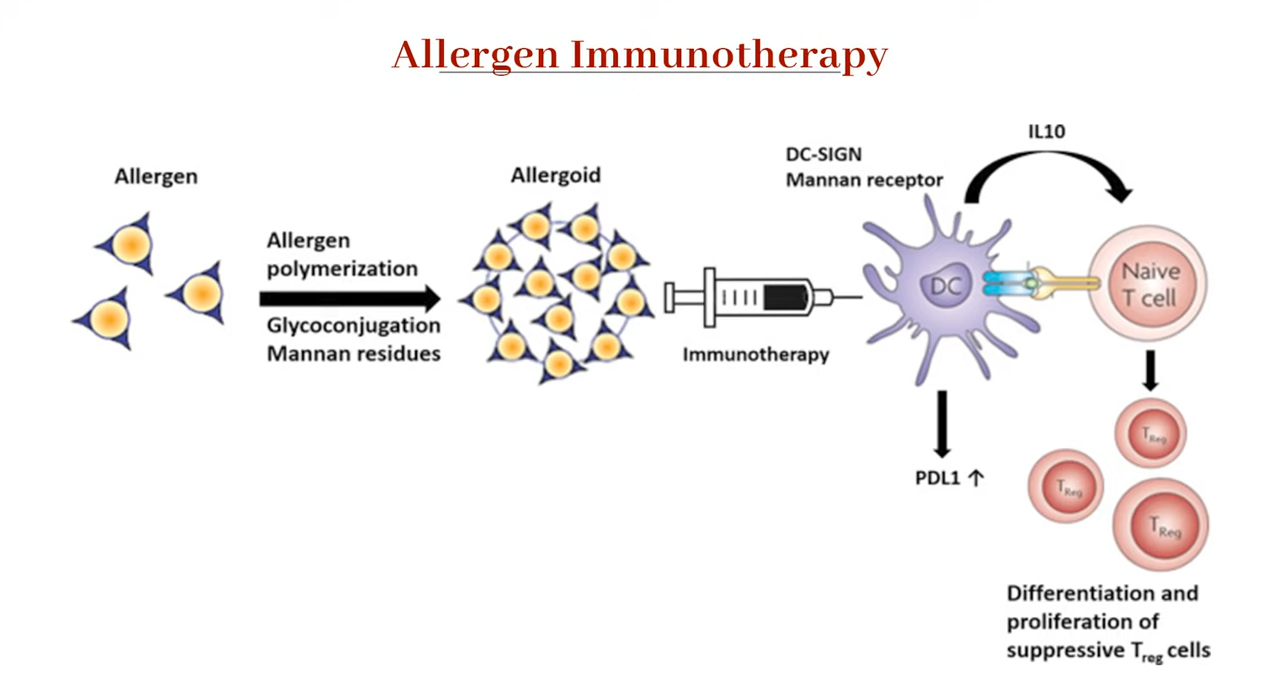 Allergen Immunotherapy
Allergen
Allergen
polymerization
Glycoconjugation
Mannan residues
Allergoid
Immunotherapy
DC-SIGN
Mannan receptor
IL10
DC
Naive
T cell
PDL1 ↑
TReg
TReg
TReg
Differentiation and
proliferation of
suppressive Treg cells